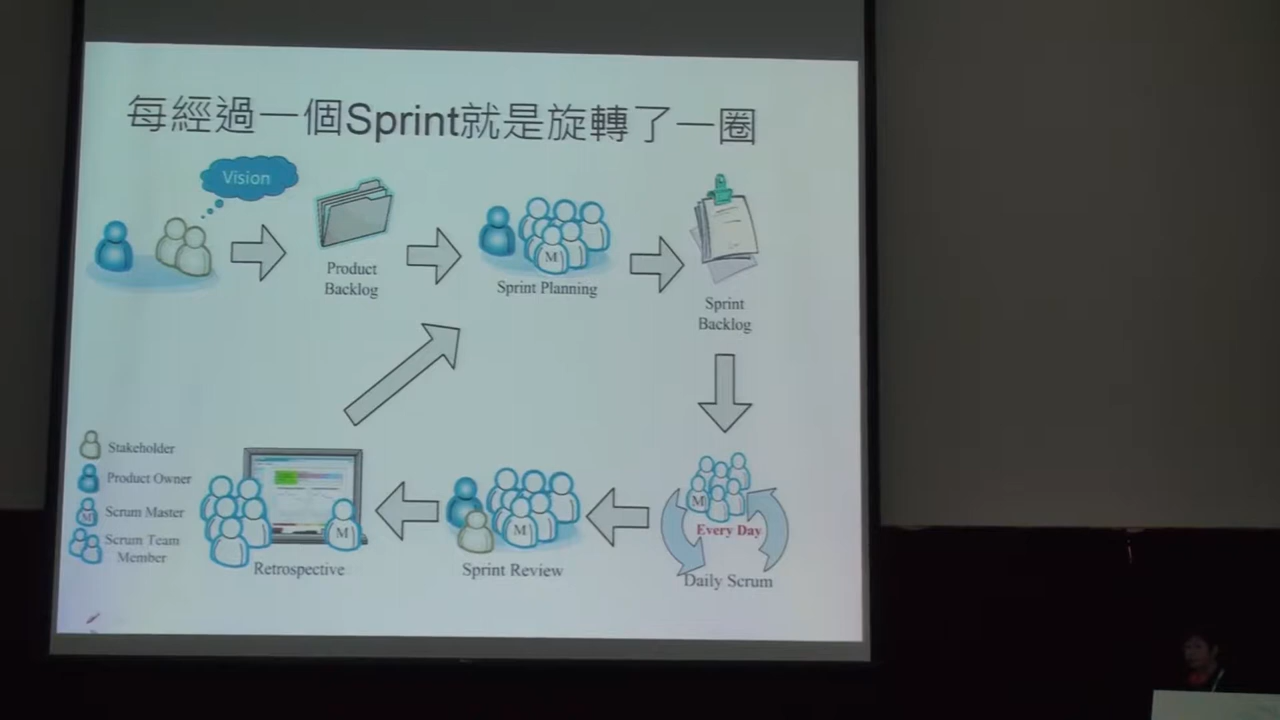 每經過一個Sprint就是旋轉了一圈
Vision
Product
Backlog
M
Sprint Planning
Sprint
Backlog
Stakeholder
Product Owner
M
Scrum Master
Scrum Team
Member
M
Retrospective
M
Sprint Review
M
Every Day
Daily Scrum